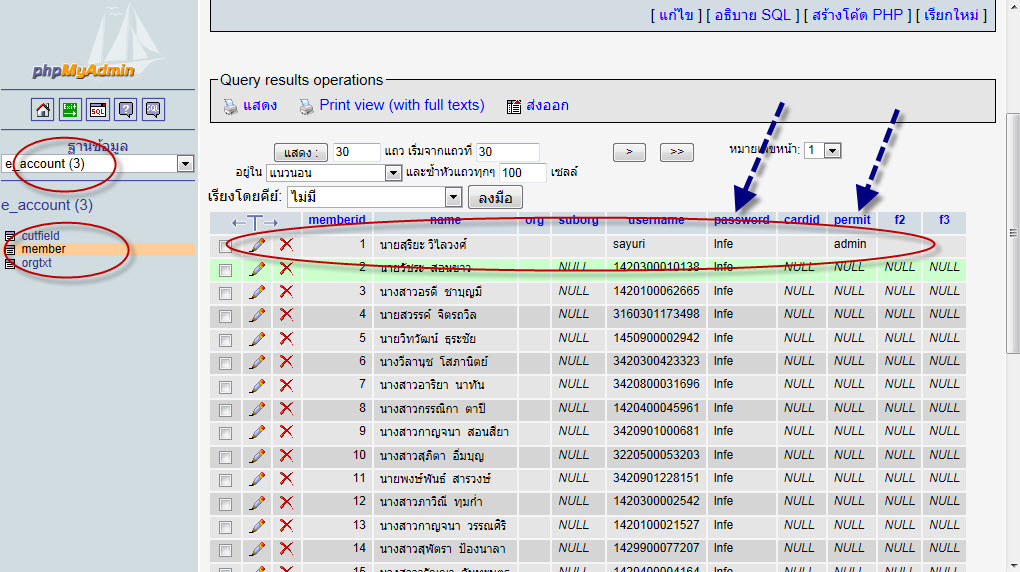 phpMyAdmin
ฐานข้อมูล
e_account (3)
e_account (3)
cutfield
member
orgtxt
[ แก้ไข ] [ อธิบาย SQL ] [ สร้างโค้ด PHP ] [ เรียกใหม่ ]
Query results operations
แสดง Print view (with full texts) ส่งออก
แสดง : 30 แถว เริ่มจากแถวที่ 30 > >> หมายเลขหน้า: 1
อยู่ใน แนวนอน และซ้ำหัวแถวทุกๆ 100 เซลล์
เรียงโดยคีย์: ไม่มี ลงมือ
←T→ memberid name org suborg username password cardid permit f2 f3
1 นายสุริยะ วิไลวงศ์ sayuri Infe admin
2 นายรัชระ สอนขาว NULL 1420300010138 Infe NULL NULL NULL NULL
3 นางสาวอรดี ชาบุญมี NULL 1420100062665 Infe NULL NULL NULL NULL
4 นายสวรรค์ จิตรถวิล NULL 3160301173498 Infe NULL NULL NULL NULL
5 นายวิทวัฒน์ ธุระชัย NULL 1450900002942 Infe NULL NULL NULL NULL
6 นางวีลานุช โสภานิตย์ NULL 3420300423323 Infe NULL NULL NULL NULL
7 นางสาวอาริยา นาทัน NULL 3420800031696 Infe NULL NULL NULL NULL
8 นางสาวกรรณิกา ตาปี NULL 1420400045961 Infe NULL NULL NULL NULL
9 นางสาวกาญจนา สอนสียา NULL 3420901000681 Infe NULL NULL NULL NULL
10 นางสาวสุภิตา อิ่มบุญ NULL 3220500053203 Infe NULL NULL NULL NULL
11 นายพงษ์พันธ์ สารวงษ์ NULL 3420901228151 Infe NULL NULL NULL NULL
12 นางสาวภาวิณี ทุมกำ NULL 1420300002542 Infe NULL NULL NULL NULL
13 นางสาวกาญจนา วรรณศิริ NULL 1420100021527 Infe NULL NULL NULL NULL
14 นางสาวสุพัตรา ป้องนาลา NULL 1429900077207 Infe NULL NULL NULL NULL
15 1420400004164 Infe NULL NULL NULL NULL